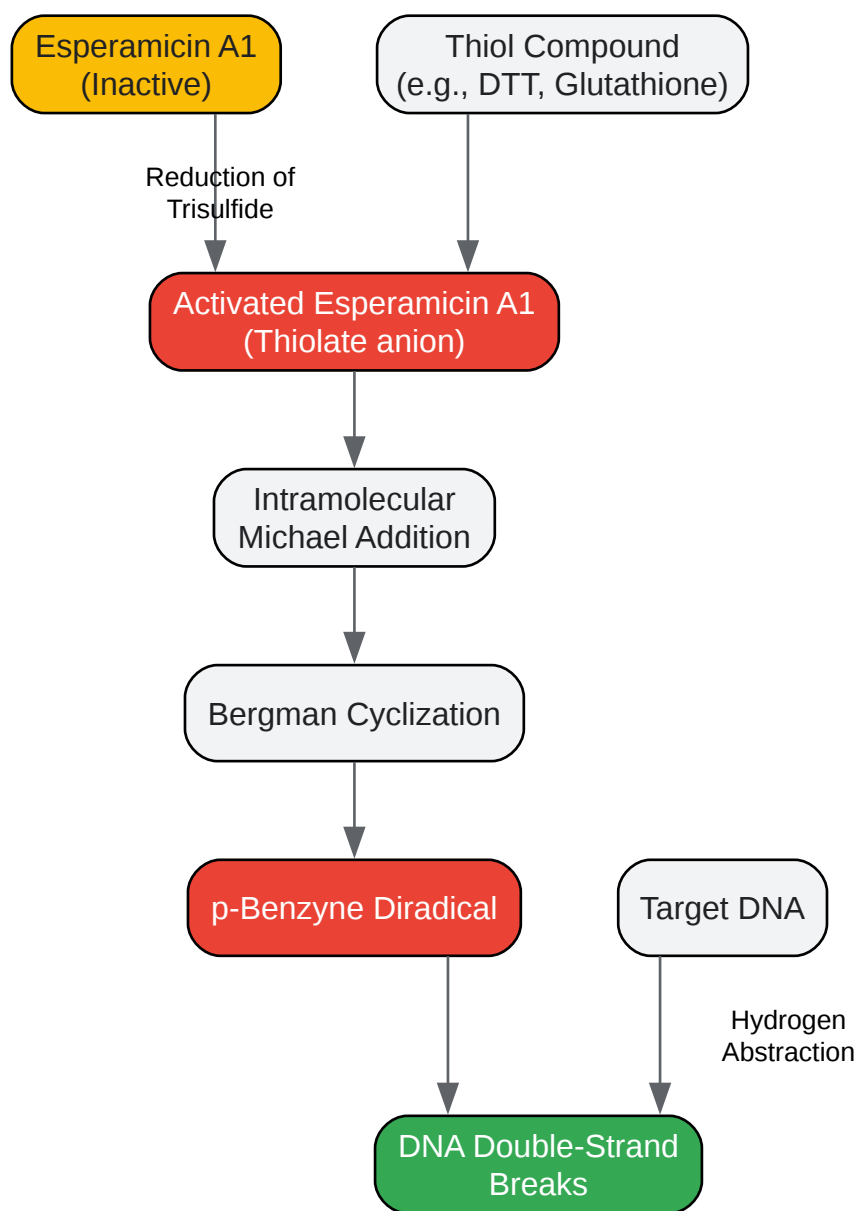 Esperamicin A1
(Inactive)
Thiol Compound
(e.g., DTT, Glutathione)
Reduction of
Trisulfide
Activated Esperamicin A1
(Thiolate anion)
Intramolecular
Michael Addition
Bergman Cyclization
p-Benzyne Diradical
Target DNA
Hydrogen
Abstraction
DNA Double-Strand
Breaks